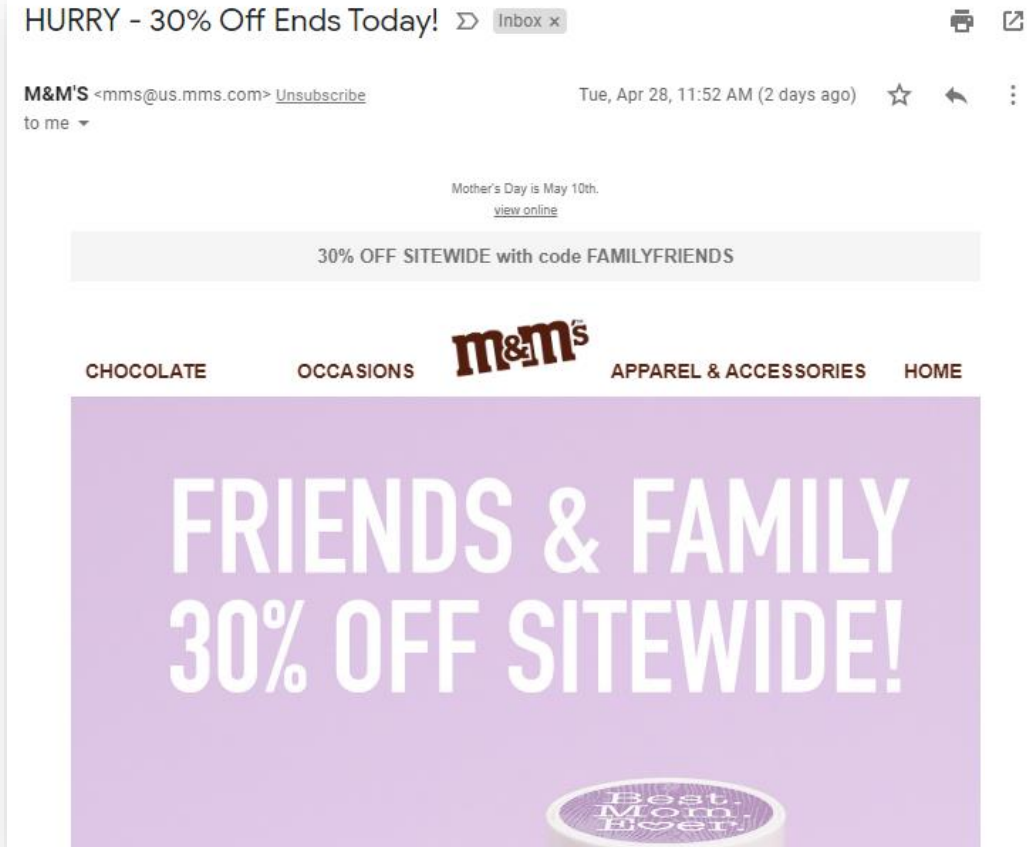 HURRY - 30% Off Ends Today! Inbox x
M&M'S <mms@us.mms.com> Unsubscribe Tue, Apr 28, 11:52 AM (2 days ago)
to me
Mother's Day is May 10th.
view online
30% OFF SITEWIDE with code FAMILYFRIENDS
m&m's
CHOCOLATE OCCASIONS APPAREL & ACCESSORIES HOME
FRIENDS & FAMILY
30% OFF SITEWIDE!
Best.
Mom.
Ever.